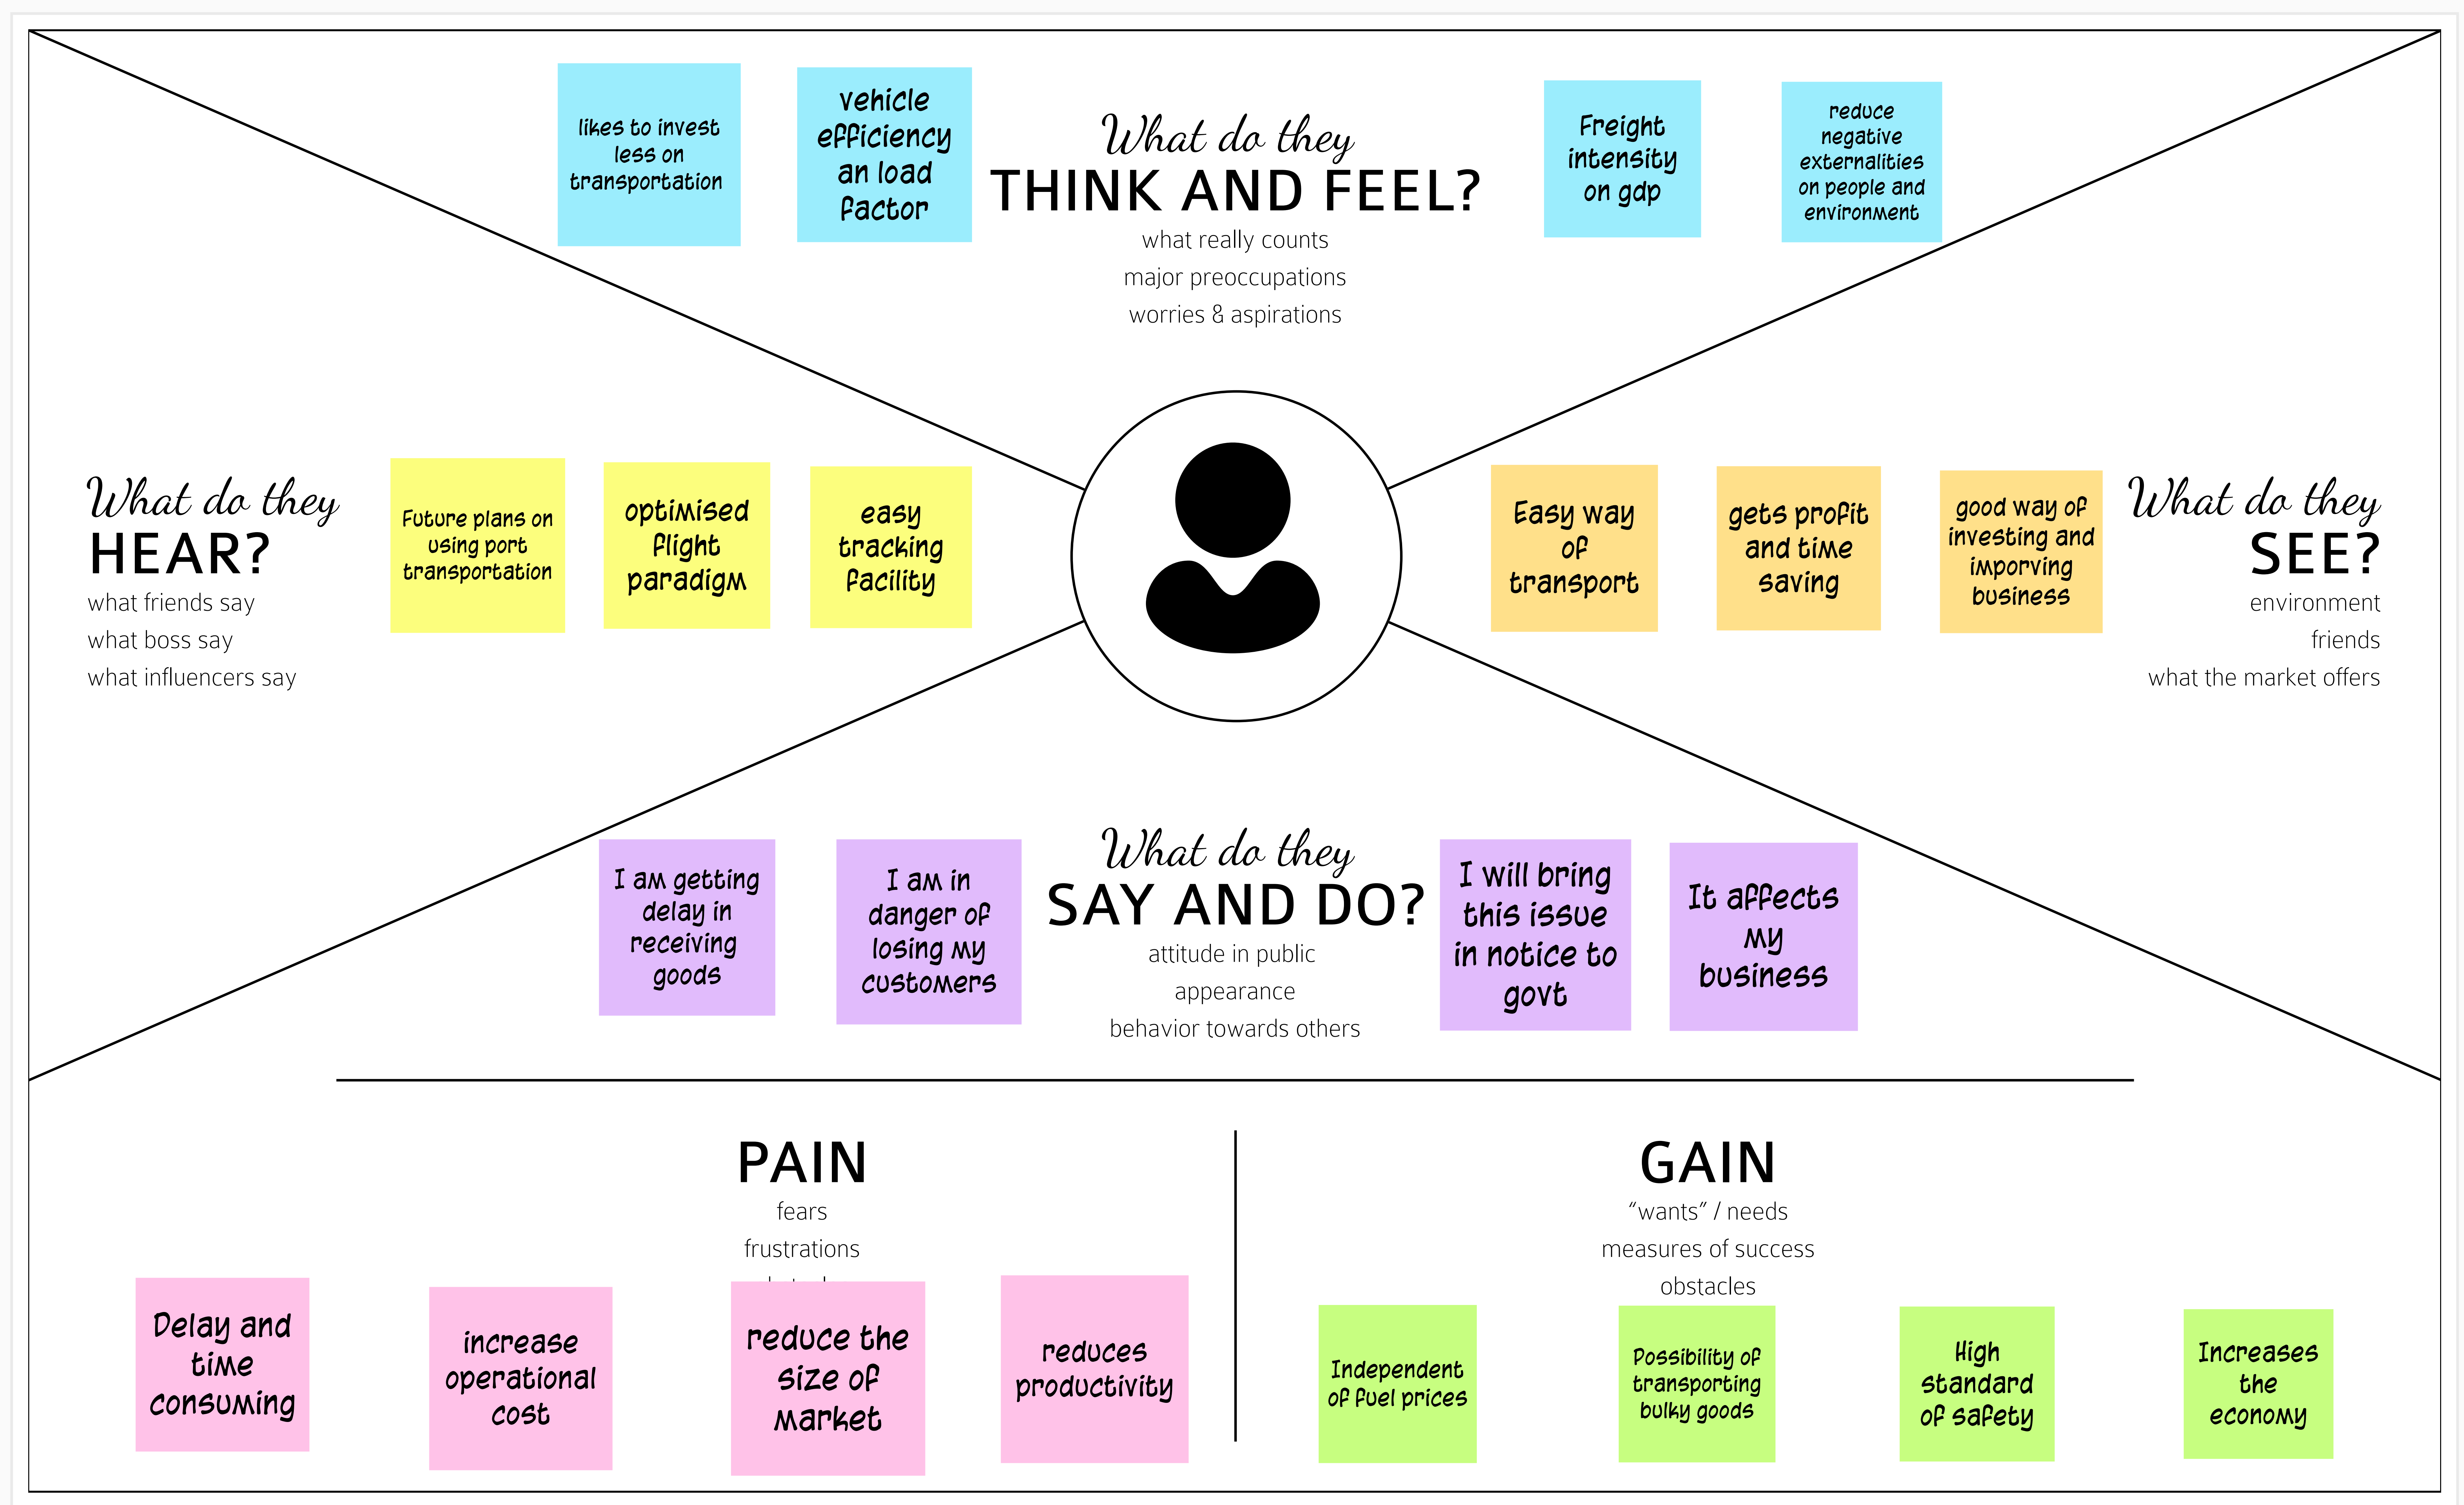 likes to invest
less on
transportation
vehicle
efficiency
an load
factor
What do they
THINK AND FEEL?
what really counts
major preoccupations
worries & aspirations
Freight
intensity
on gdp
reduce
negative
externalities
on people and
environment
What do they
HEAR?
what friends say
what boss say
what influencers say
Future plans on
using port
transportation
optimised
flight
paradigm
easy
tracking
facility
Easy way
of
transport
gets profit
and time
saving
good way of
investing and
imporving
business
What do they
SEE?
environment
friends
what the market offers
I am getting
delay in
receiving
goods
I am in
danger of
losing my
customers
What do they
SAY AND DO?
attitude in public
appearance
behavior towards others
I will bring
this issue
in notice to
govt
It affects
my
business
PAIN
fears
frustrations
Delay and
time
consuming
increase
operational
cost
reduce the
size of
market
reduces
productivity
GAIN
“wants” / needs
measures of success
obstacles
Independent
of fuel prices
Possibility of
transporting
bulky goods
High
standard
of safety
Increases
the
economy